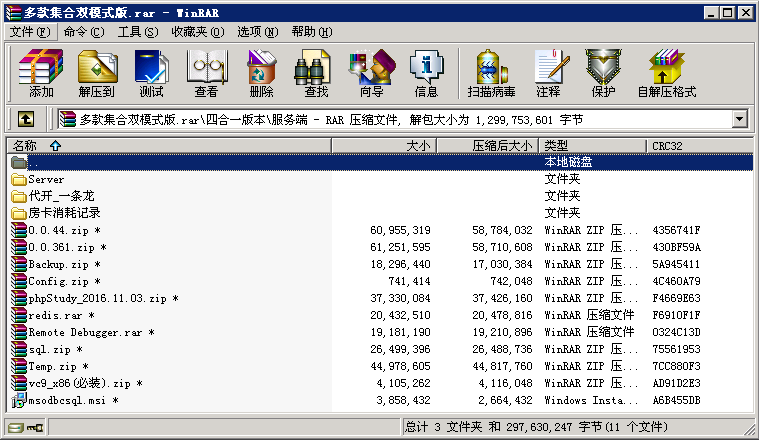 多款集合双模式版.rar - WinRAR
文件(F) 命令(C) 工具(S) 收藏夹(O) 选项(N) 帮助(H)
添加 解压到 测试 查看 删除 查找 向导 信息 扫描病毒 注释 保护 自解压格式
多款集合双模式版.rar\四合一版本\服务端 - RAR 压缩文件, 解包大小为 1,299,753,601 字节
名称 大小 压缩后大小 类型 CRC32
.. 本地磁盘
Server 文件夹
代开_一条龙 文件夹
房卡消耗记录 文件夹
0.0.44.zip * 60,955,319 58,784,032 WinRAR ZIP 压... 4356741F
0.0.361.zip * 61,251,595 58,710,608 WinRAR ZIP 压... 430BF59A
Backup.zip * 18,296,440 17,030,384 WinRAR ZIP 压... 5A945411
Config.zip * 741,414 742,048 WinRAR ZIP 压... 4C460A79
phpStudy_2016.11.03.zip * 37,330,084 37,426,160 WinRAR ZIP 压... F4669E63
redis.rar * 20,432,510 20,478,816 WinRAR 压缩文件 F6910F1F
Remote Debugger.rar * 19,181,190 19,210,896 WinRAR 压缩文件 0324C13D
sql.zip * 26,499,396 26,488,736 WinRAR ZIP 压... 75561953
Temp.zip * 44,978,605 44,817,760 WinRAR ZIP 压... 7CC880F3
vc9_x86(必装).zip * 4,105,262 4,116,048 WinRAR ZIP 压... AD91D2E3
msodbcsql.msi * 3,858,432 2,664,432 Windows Insta... A6B455DB
总计 3 文件夹 和 297,630,247 字节(11 个文件)